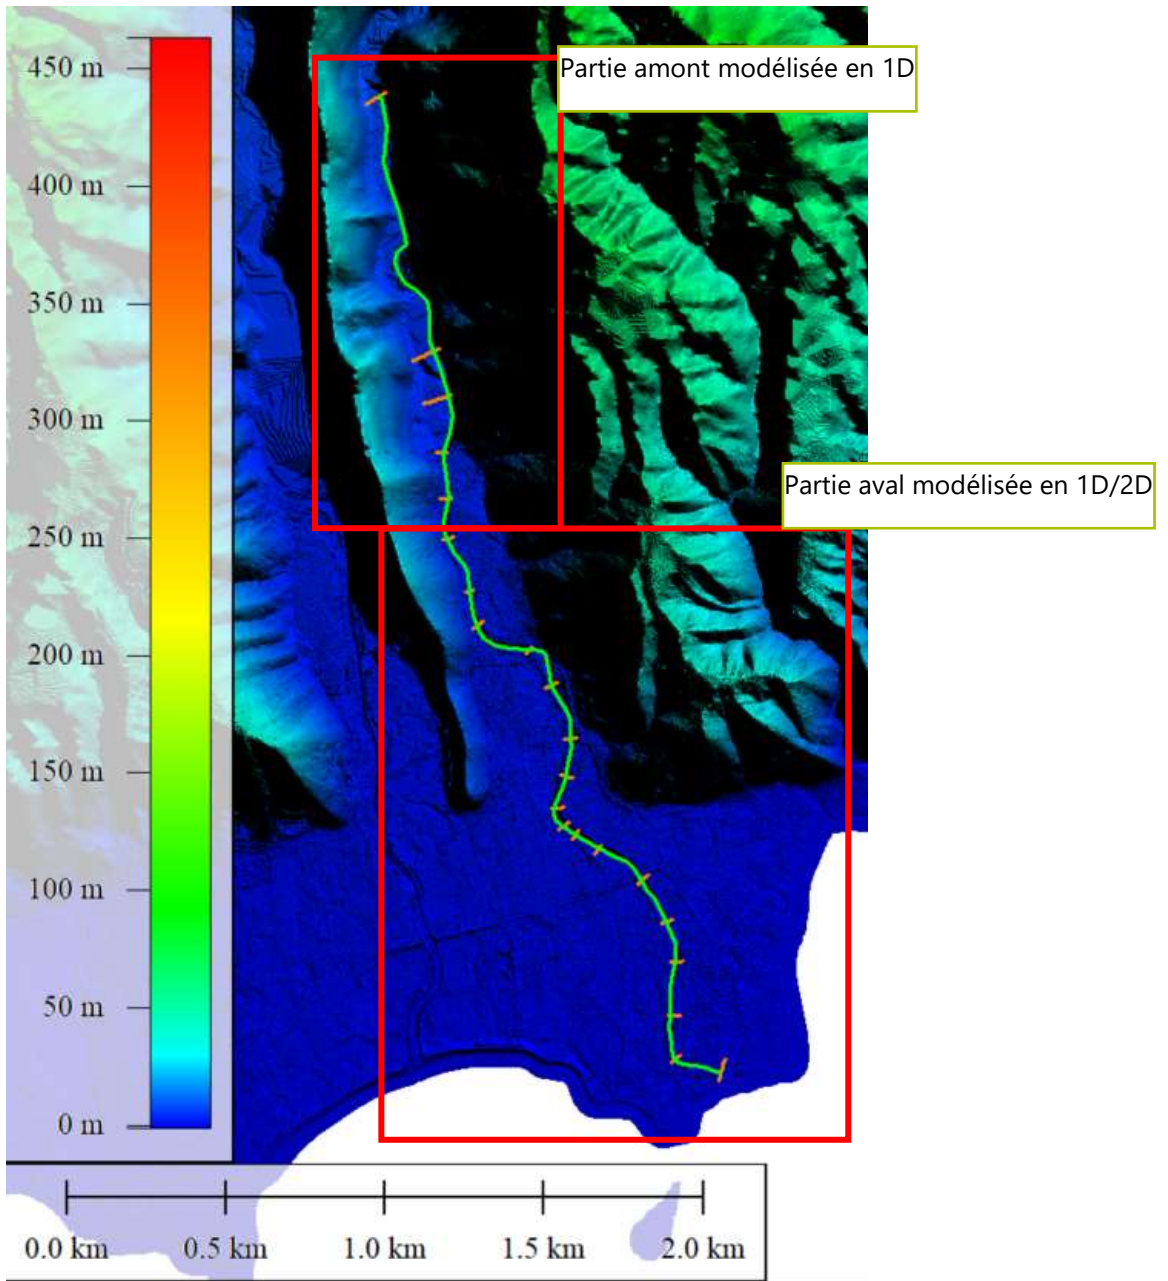 Partie amont modélisée en 1D
450 m
400 m
350 m
300 m
Partie aval modélisée en 1D/2D
250 m
200 m
150 m
100 m
50 m
0 m
0.0 km 0.5 km 1.0 km 1.5 km 2.0 km